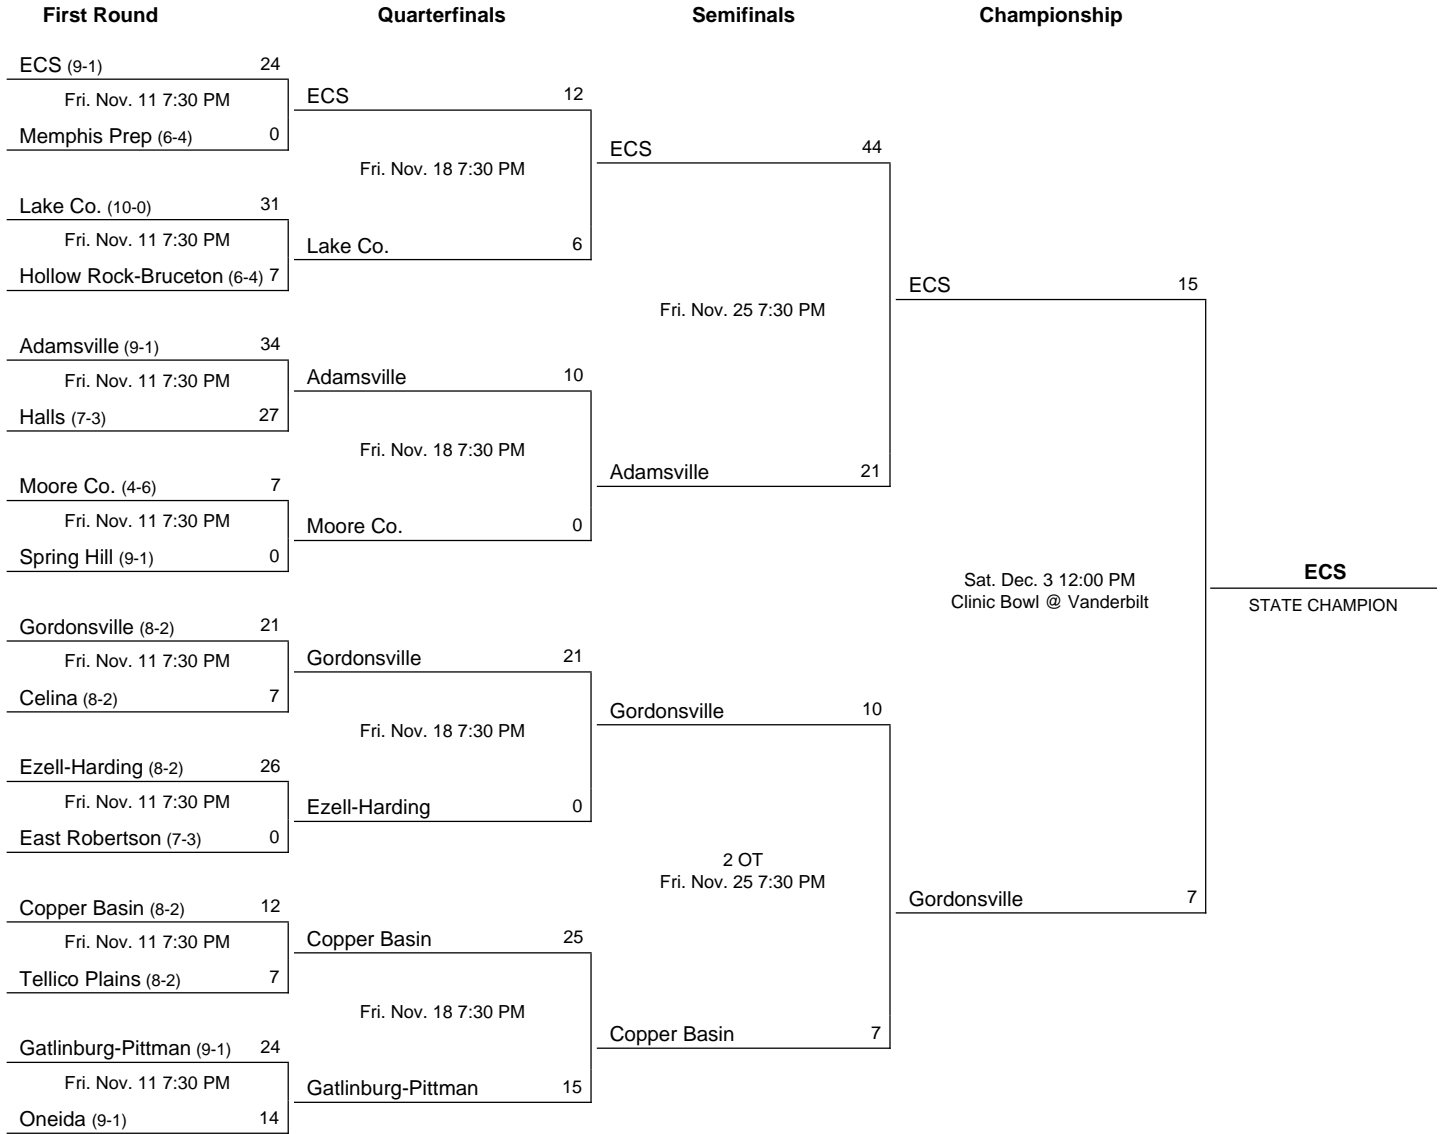 First Round
Quarterfinals
Semifinals
Championship
ECS (9-1) 24
Fri. Nov. 11 7:30 PM
Memphis Prep (6-4) 0
Lake Co. (10-0) 31
Fri. Nov. 11 7:30 PM
Hollow Rock-Bruceton (6-4) 7
Adamsville (9-1) 34
Fri. Nov. 11 7:30 PM
Halls (7-3) 27
Moore Co. (4-6) 7
Fri. Nov. 11 7:30 PM
Spring Hill (9-1) 0
Gordonsville (8-2) 21
Fri. Nov. 11 7:30 PM
Celina (8-2) 7
Ezell-Harding (8-2) 26
Fri. Nov. 11 7:30 PM
East Robertson (7-3) 0
Copper Basin (8-2) 12
Fri. Nov. 11 7:30 PM
Tellico Plains (8-2) 7
Gatlinburg-Pittman (9-1) 24
Fri. Nov. 11 7:30 PM
Oneida (9-1) 14
ECS 12
Fri. Nov. 18 7:30 PM
Lake Co. 6
Adamsville 10
Fri. Nov. 18 7:30 PM
Moore Co. 0
Gordonsville 21
Fri. Nov. 18 7:30 PM
Ezell-Harding 0
Copper Basin 25
Fri. Nov. 18 7:30 PM
Gatlinburg-Pittman 15
ECS 44
Fri. Nov. 25 7:30 PM
Adamsville 21
Gordonsville 10
2 OT
Fri. Nov. 25 7:30 PM
Copper Basin 7
ECS 15
Sat. Dec. 3 12:00 PM
Clinic Bowl @ Vanderbilt
Gordonsville 7
ECS
STATE CHAMPION